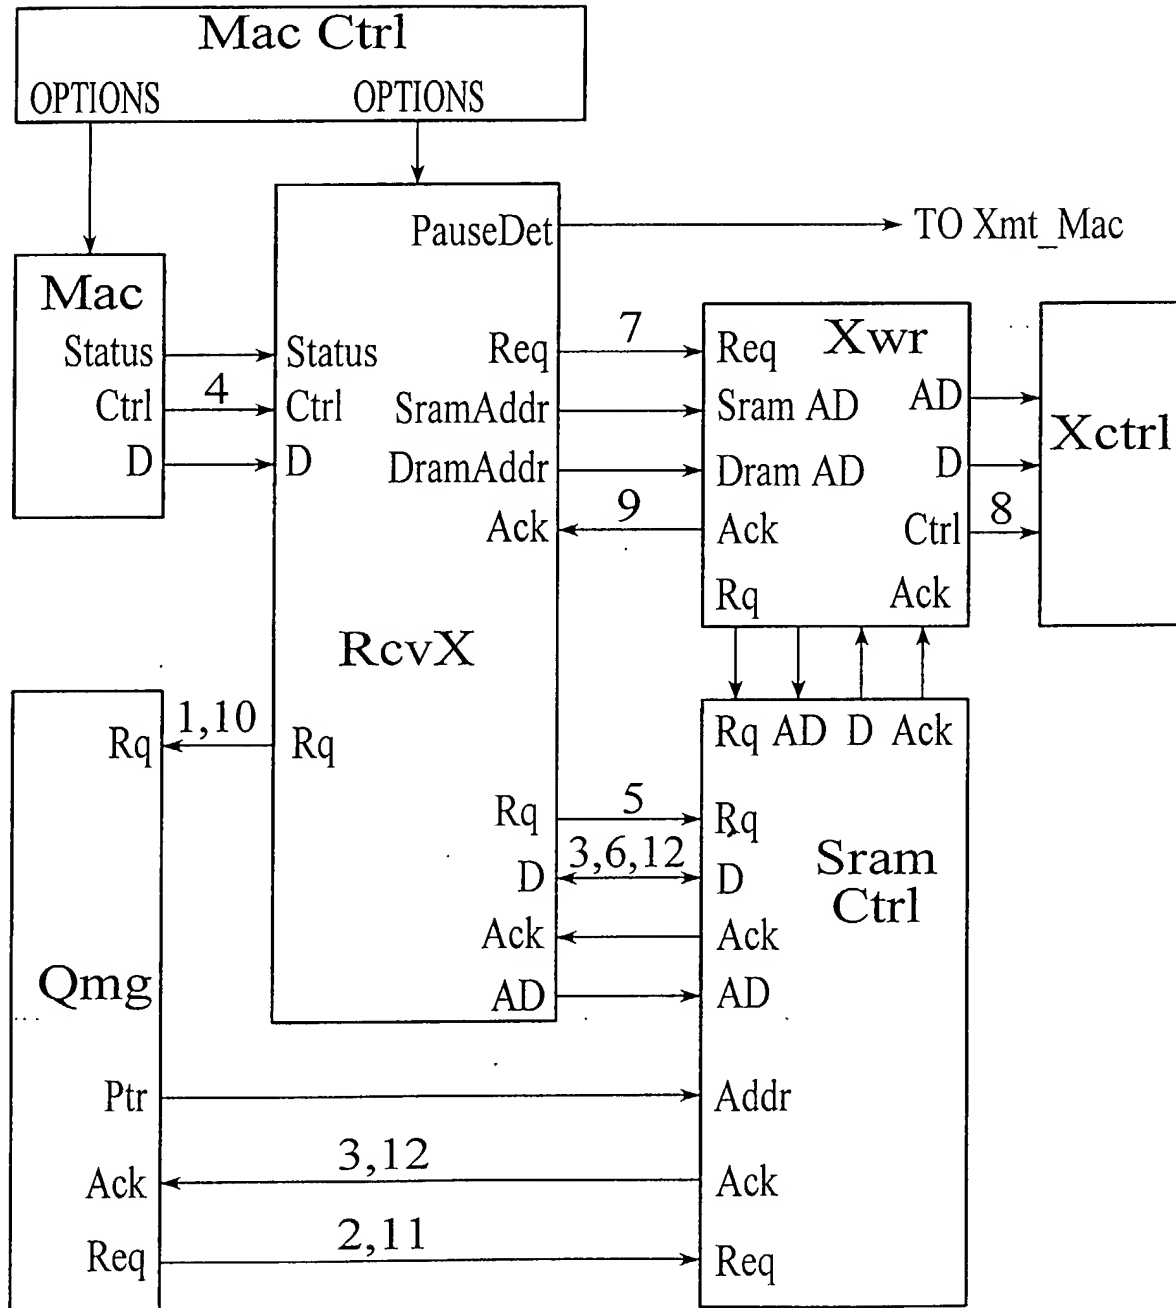 Mac Ctrl
OPTIONS OPTIONS
PauseDet
TO Xmt_Mac
Mac
Status
Ctrl
D
4
Status
Ctrl
D
Req
SramAddr
DramAddr
Ack
7
9
Xwr
Req
Sram AD
Dram AD
Ack
Rq
AD
D
Ctrl
Ack
8
Xctrl
RcvX
1,10
Rq
Rq
Rq
D
Ack
AD
5
3,6,12
Rq AD D Ack
Rq
D
Ack
AD
Sram
Ctrl
Qmg
Ptr
Addr
Ack
3,12
Ack
Req
2,11
Req